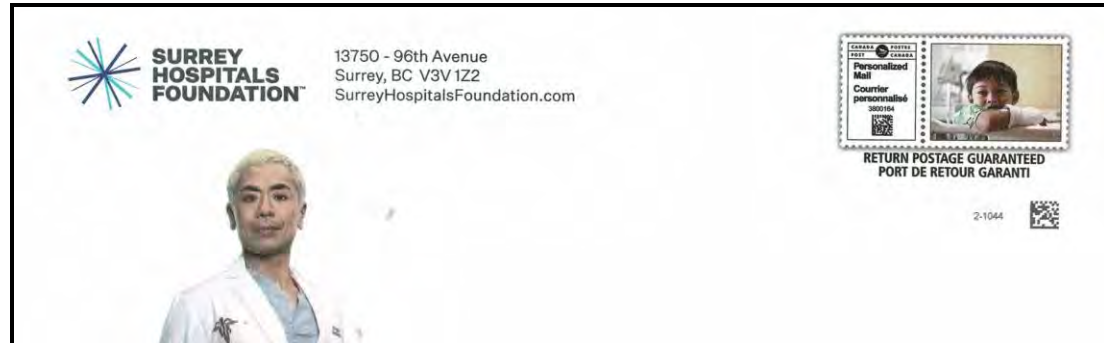 SURREY
HOSPITALS
FOUNDATION™
13750 - 96th Avenue
Surrey, BC V3V 1Z2
SurreyHospitalsFoundation.com
CANADA POSTES
POST CANADA
Personalized
Mail
Courrier
personnalisé
3800164
RETURN POSTAGE GUARANTEED
PORT DE RETOUR GARANTI
2-1044